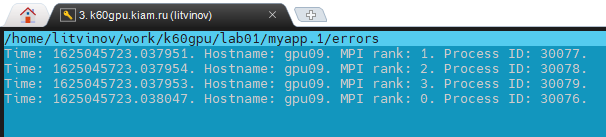 3. k60gpu.kiam.ru (litvinov)
/home/litvinov/work/k60gpu/lab01/myapp.1/errors
Time: 1625045723.037951. Hostname: gpu09. MPI rank: 1. Process ID: 30077.
Time: 1625045723.037954. Hostname: gpu09. MPI rank: 2. Process ID: 30078.
Time: 1625045723.037953. Hostname: gpu09. MPI rank: 3. Process ID: 30079.
Time: 1625045723.038047. Hostname: gpu09. MPI rank: 0. Process ID: 30076.